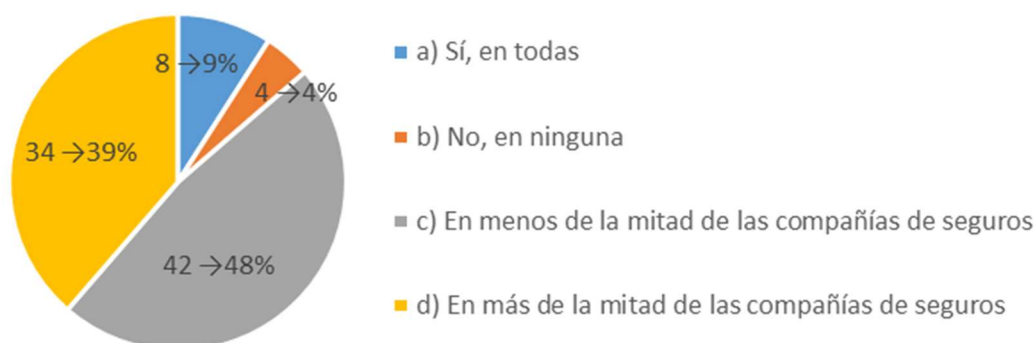 8 →9%
4 →4%
34 →39%
42 →48%
a) Sí, en todas
b) No, en ninguna
c) En menos de la mitad de las compañías de seguros
d) En más de la mitad de las compañías de seguros